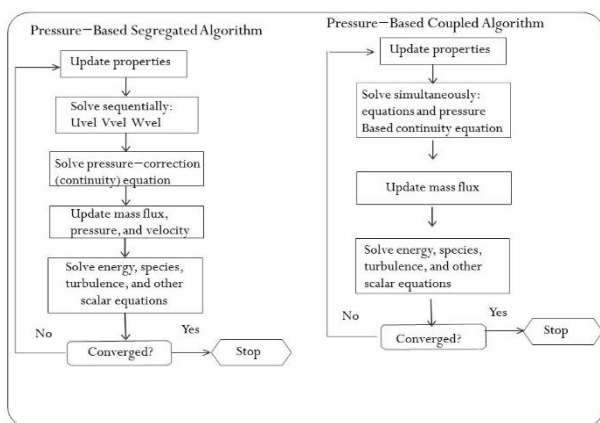 Pressure-Based Segregated Algorithm
Update properties
Solve sequentially:
Uvel Vvel Wvel
Solve pressure-correction
(continuity) equation
Update mass flux,
pressure, and velocity
Solve energy, species,
turbulence, and other
scalar equations
No
Yes
Converged?
Stop
Pressure-Based Coupled Algorithm
Update properties
Solve simultaneously:
equations and pressure
Based continuity equation
Update mass flux
Solve energy, species,
turbulence, and other
scalar equations
No
Yes
Converged?
Stop